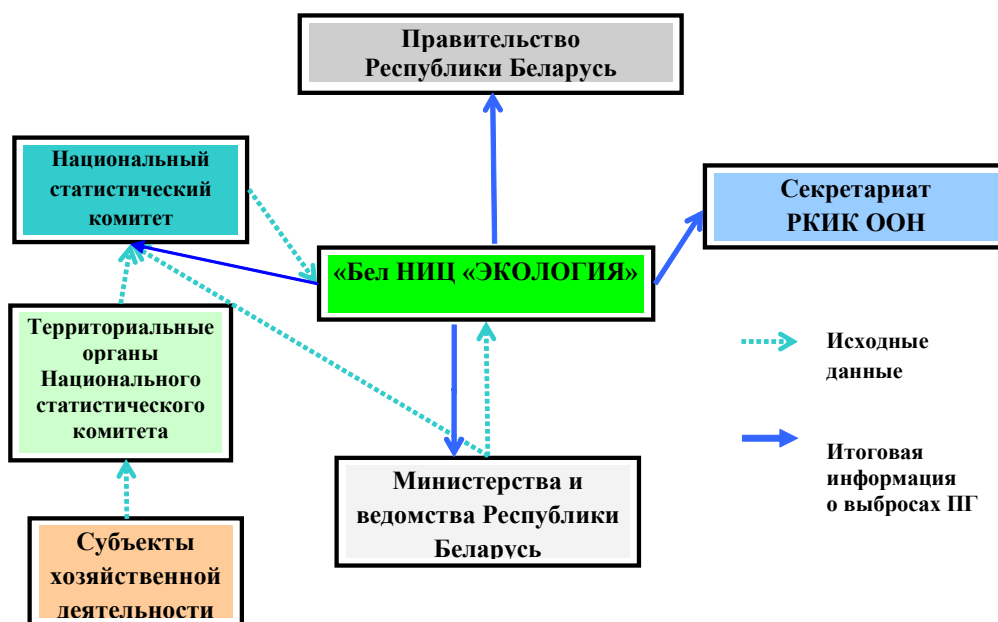 Правительство
Республики Беларусь
Национальный
статистический
комитет
Секретариат
РКИК ООН
«Бел НИЦ «ЭКОЛОГИЯ»
Территориальные
органы
Национального
статистического
комитета
Исходные
данные
Итоговая
информация
о выбросах ПГ
Министерства и
ведомства Республики
Беларусь
Субъекты
хозяйственной
деятельности